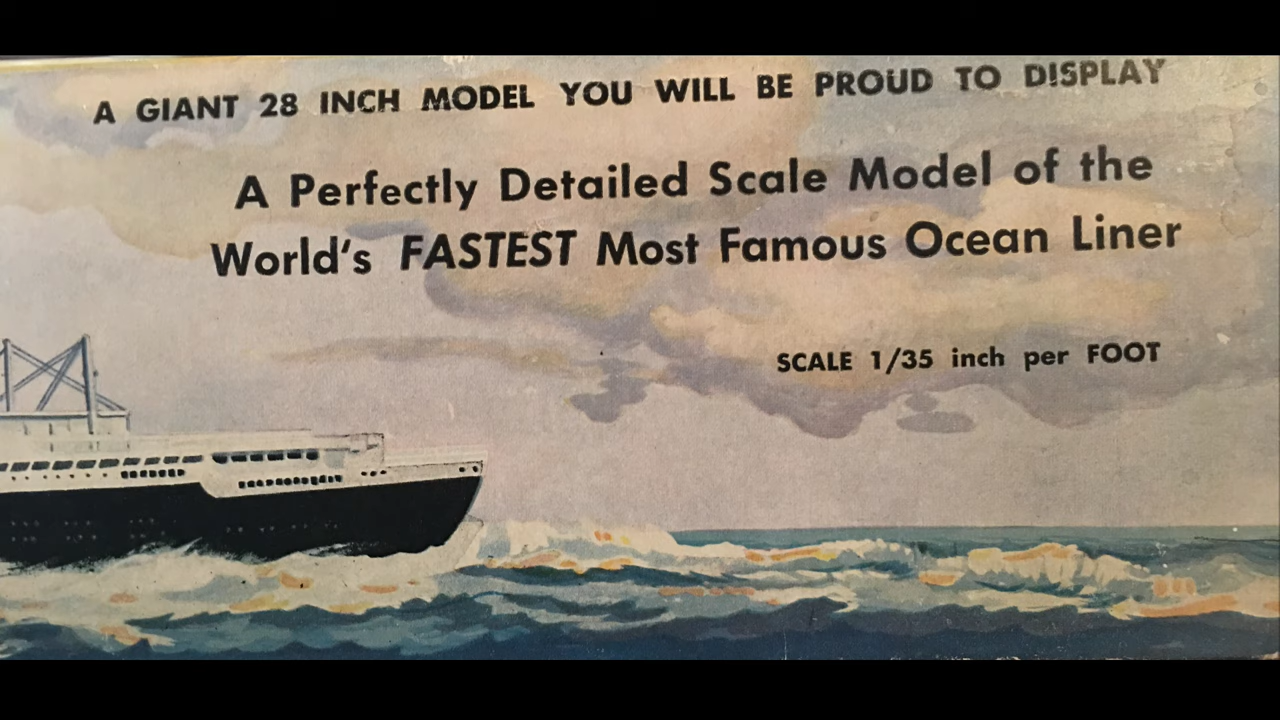 A GIANT 28 INCH MODEL YOU WILL BE PROUD TO DISPLAY
A Perfectly Detailed Scale Model of the
World's FASTEST Most Famous Ocean Liner
SCALE 1/35 inch per FOOT